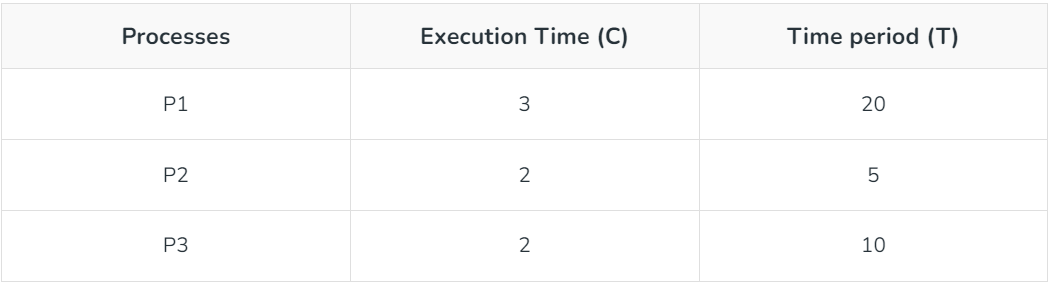 Processes Execution Time (C) Time period (T)
P1 3 20
P2 2 5
P3 2 10